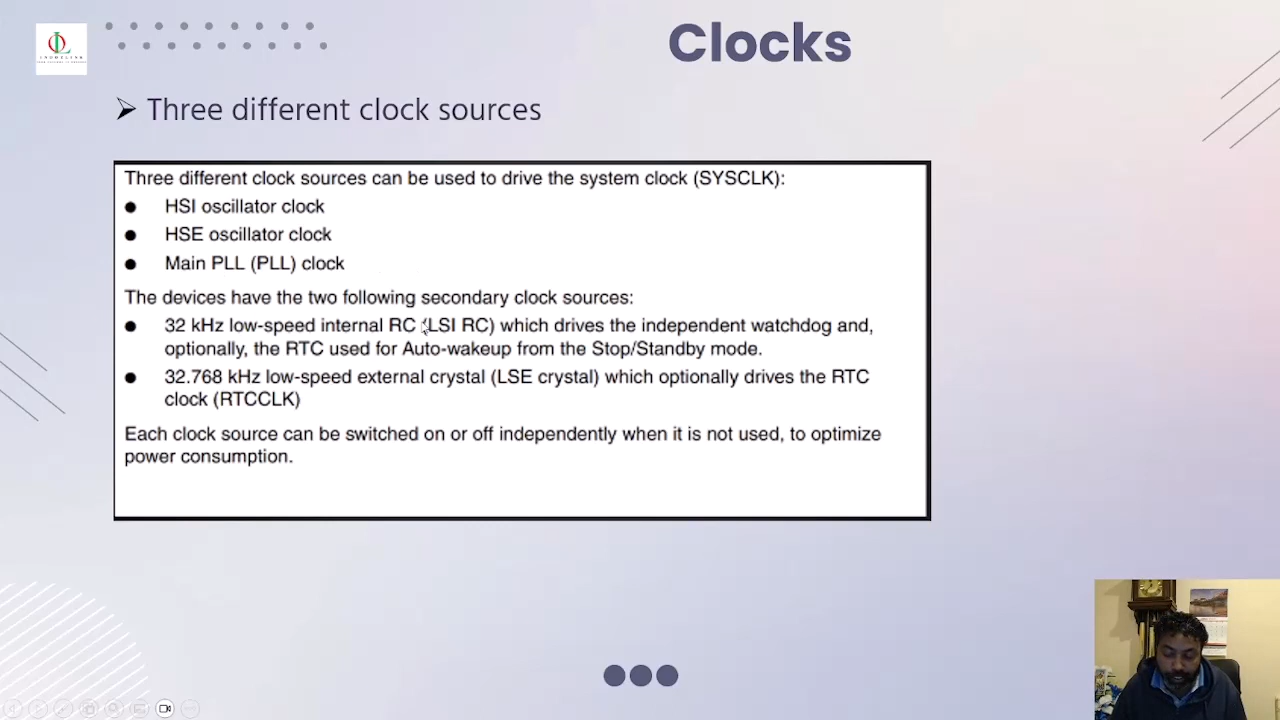 Clocks
Three different clock sources
Three different clock sources can be used to drive the system clock (SYSCLK):
HSI oscillator clock
HSE oscillator clock
Main PLL (PLL) clock
The devices have the two following secondary clock sources:
32 kHz low-speed internal RC (LSI RC) which drives the independent watchdog and,
optionally, the RTC used for Auto-wakeup from the Stop/Standby mode.
32.768 kHz low-speed external crystal (LSE crystal) which optionally drives the RTC
clock (RTCCLK)
Each clock source can be switched on or off independently when it is not used, to optimize
power consumption.